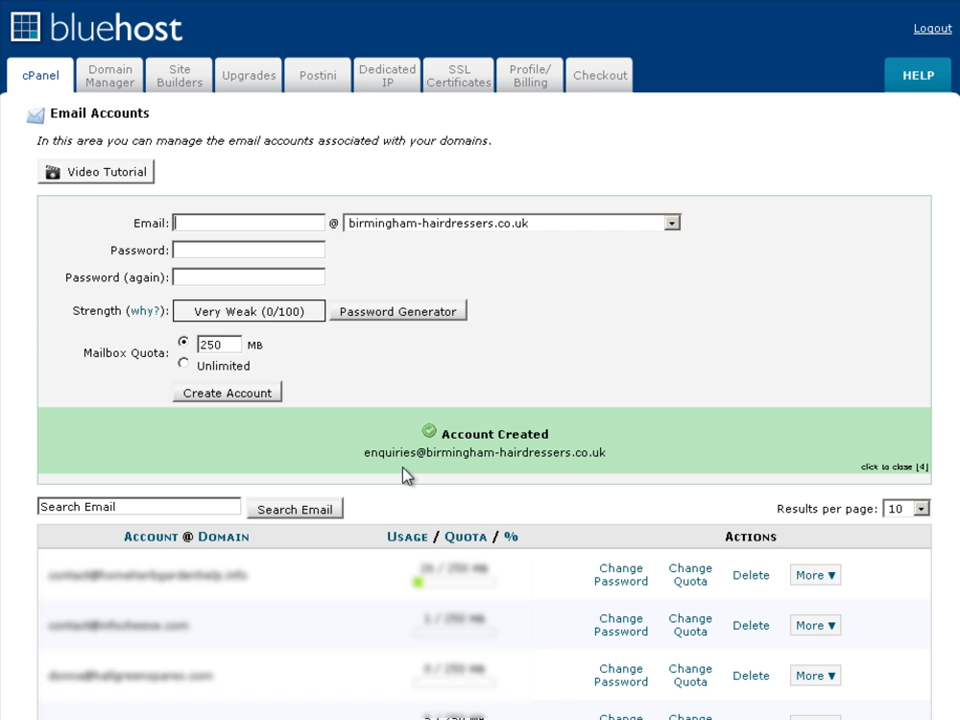 bluehost
Logout
cPanel
Domain Manager
Site Builders
Upgrades
Postini
Dedicated IP
SSL Certificates
Profile/ Billing
Checkout
HELP
Email Accounts
In this area you can manage the email accounts associated with your domains.
Video Tutorial
Email: @ birmingham-hairdressers.co.uk
Password:
Password (again):
Strength (why?): Very Weak (0/100) Password Generator
Mailbox Quota: 250 MB
Unlimited
Create Account
Account Created
enquiries@birmingham-hairdressers.co.uk
click to close [4]
Search Email Search Email Results per page: 10
ACCOUNT @ DOMAIN USAGE / QUOTA / % ACTIONS
Change Password Change Quota Delete More ▼
Change Password Change Quota Delete More ▼
Change Password Change Quota Delete More ▼
Change Change